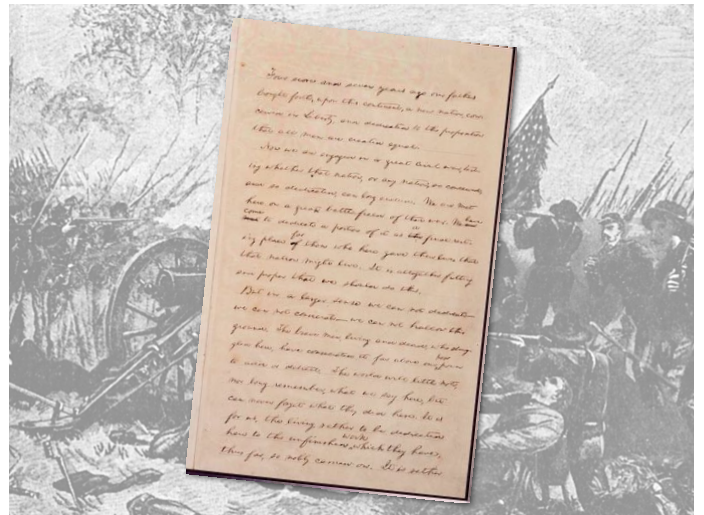 Four score and seven years ago our fathers
brought forth, upon this continent, a new nation, con-
ceived in Liberty, and dedicated to the proposition
that all men are created equal.
Now we are engaged in a great civil war, test-
ing whether that nation, or any nation, so conceived,
and so dedicated, can long endure. We are met
here on a great battle-field of that war. We have
come to dedicate a portion of it as a final rest-
ing place for those who here gave their lives that
that nation might live. It is altogether fitting
and proper that we should do this.
But in a larger sense we can not dedicate—
we can not consecrate— we can not hallow this
ground. The brave men, living and dead, who strug-
gled here, have consecrated it far above our poor power
to add or detract. The world will little note,
nor long remember, what we say here, but
can never forget what they did here. It is
for us, the living, rather to be dedicated
here to the unfinished work which they have,
thus far, so nobly carried on. It is rather